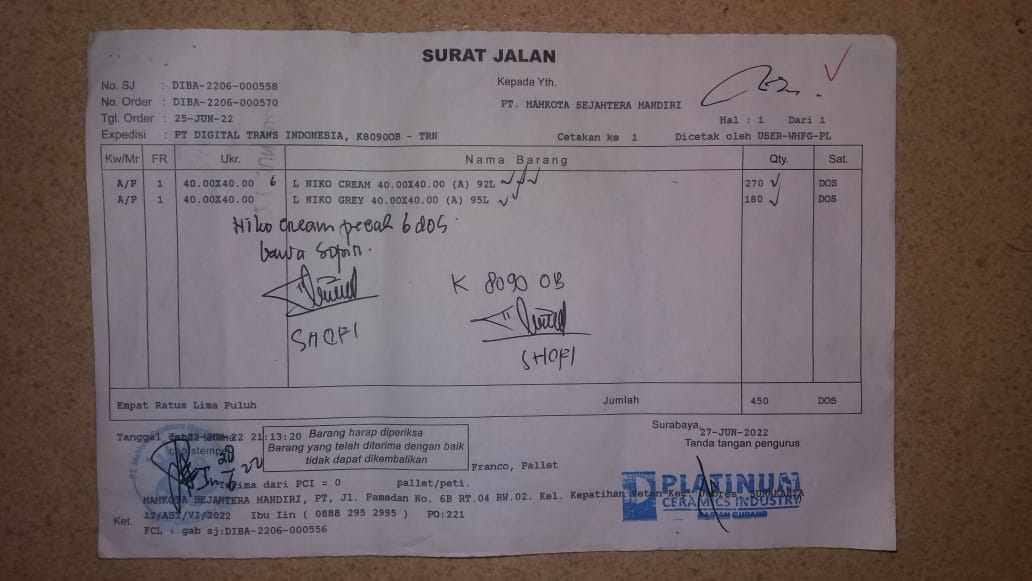 SURAT JALAN
No. SJ : DIBA-2206-000558
Kepada Yth.
No. Order : DIBA-2206-000570
PT. MAHKOTA SEJAHTERA MANDIRI
Tgl. Order : 25-JUN-22
Hal : 1 Dari 1
Expedisi : PT DIGITAL TRANS INDONESIA, K8090OB - TRN
Cetakan ke 1 Dicetak oleh USER-WHFG-PL
Kw/Mr FR Ukr. Nama Barang Qty. Sat.
A/P 1 40.00X40.00 6 L NIKO CREAM 40.00X40.00 (A) 92L 270 DOS
A/P 1 40.00X40.00 L NIKO GREY 40.00X40.00 (A) 95L 180 DOS
Niko cream pecah 6 dos.
bawa sopir.
K 8090 OB
SHOFI
SHOFI
Empat Ratus Lima Puluh Jumlah 450 DOS
Surabaya, 27-JUN-2022
Tanda tangan pengurus
Tanggal 21:13:20
Barang harap diperiksa
Barang yang telah diterima dengan baik
tidak dapat dikembalikan
Franco, Pallet
dari PCI = 0 pallet/peti.
MAHKOTA SEJAHTERA MANDIRI, PT, Jl. Pamedan No. 6B RT.04 RW.02. Kel. Kepatihan Wetan Kec. SURAKARTA
Ket. 12/AST/VI/2022 Ibu Iin ( 0888 295 2995 ) PO:221
FCL : gab sj:DIBA-2206-000556
PLATINUM
CERAMICS INDUSTRY
BAGIAN GUDANG